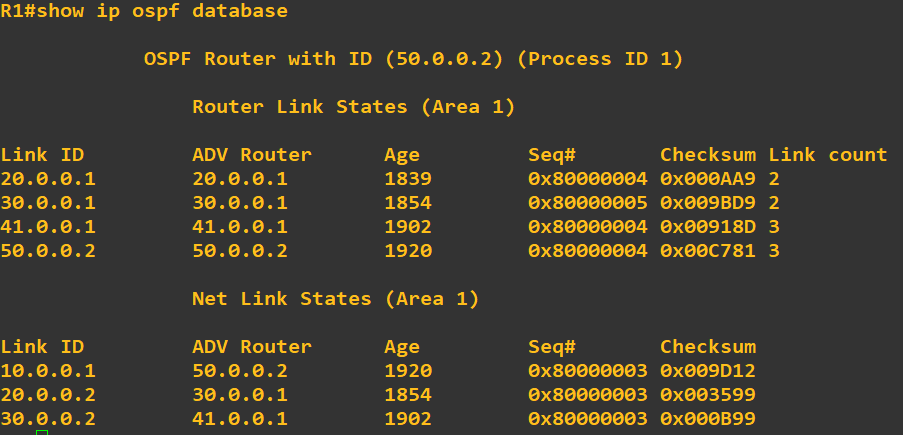 R1#show ip ospf database
OSPF Router with ID (50.0.0.2) (Process ID 1)
Router Link States (Area 1)
Link ID ADV Router Age Seq# Checksum Link count
20.0.0.1 20.0.0.1 1839 0x80000004 0x000AA9 2
30.0.0.1 30.0.0.1 1854 0x80000005 0x009BD9 2
41.0.0.1 41.0.0.1 1902 0x80000004 0x00918D 3
50.0.0.2 50.0.0.2 1920 0x80000004 0x00C781 3
Net Link States (Area 1)
Link ID ADV Router Age Seq# Checksum
10.0.0.1 50.0.0.2 1920 0x80000003 0x009D12
20.0.0.2 30.0.0.1 1854 0x80000003 0x003599
30.0.0.2 41.0.0.1 1902 0x80000003 0x000B99